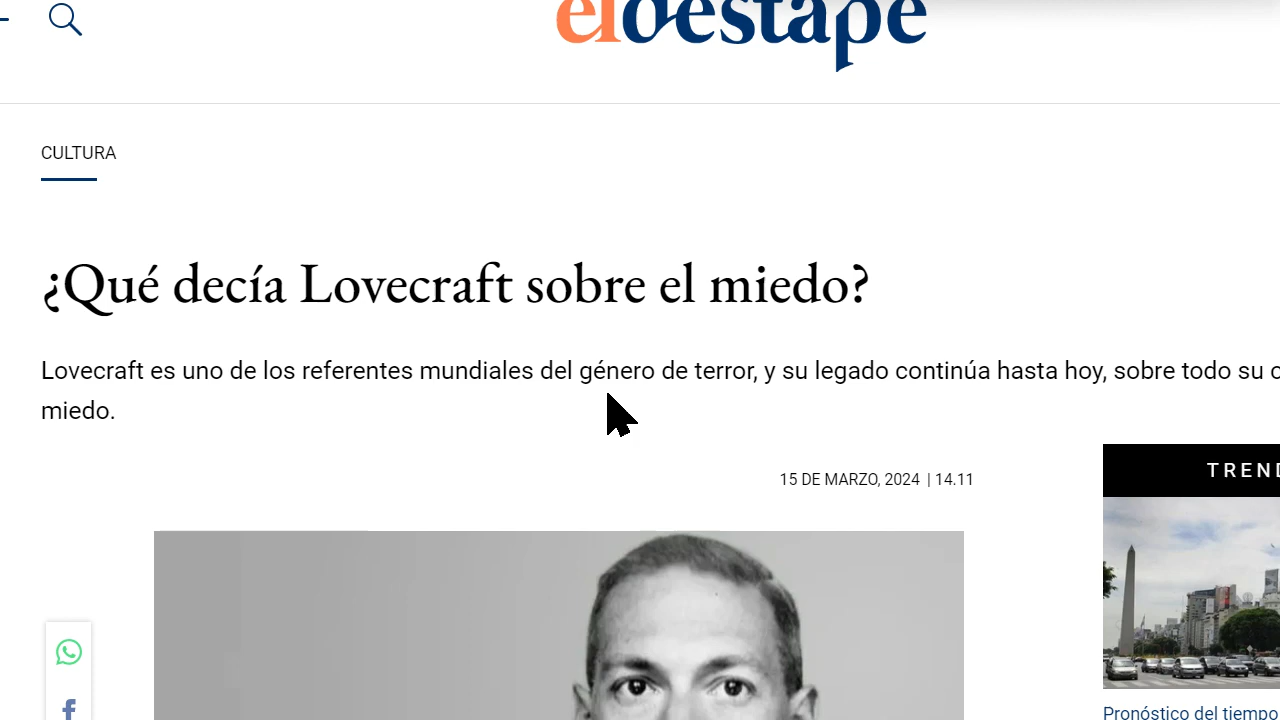 eldestape
CULTURA
¿Qué decía Lovecraft sobre el miedo?
Lovecraft es uno de los referentes mundiales del género de terror, y su legado continúa hasta hoy, sobre todo su
miedo.
15 DE MARZO, 2024 | 14.11
TREND
Pronóstico del tiempo